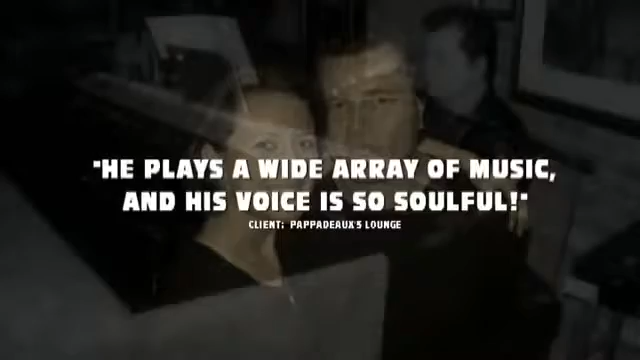 "HE PLAYS A WIDE ARRAY OF MUSIC,
AND HIS VOICE IS SO SOULFUL!"
CLIENT: PAPPADEAUX'S LOUNGE